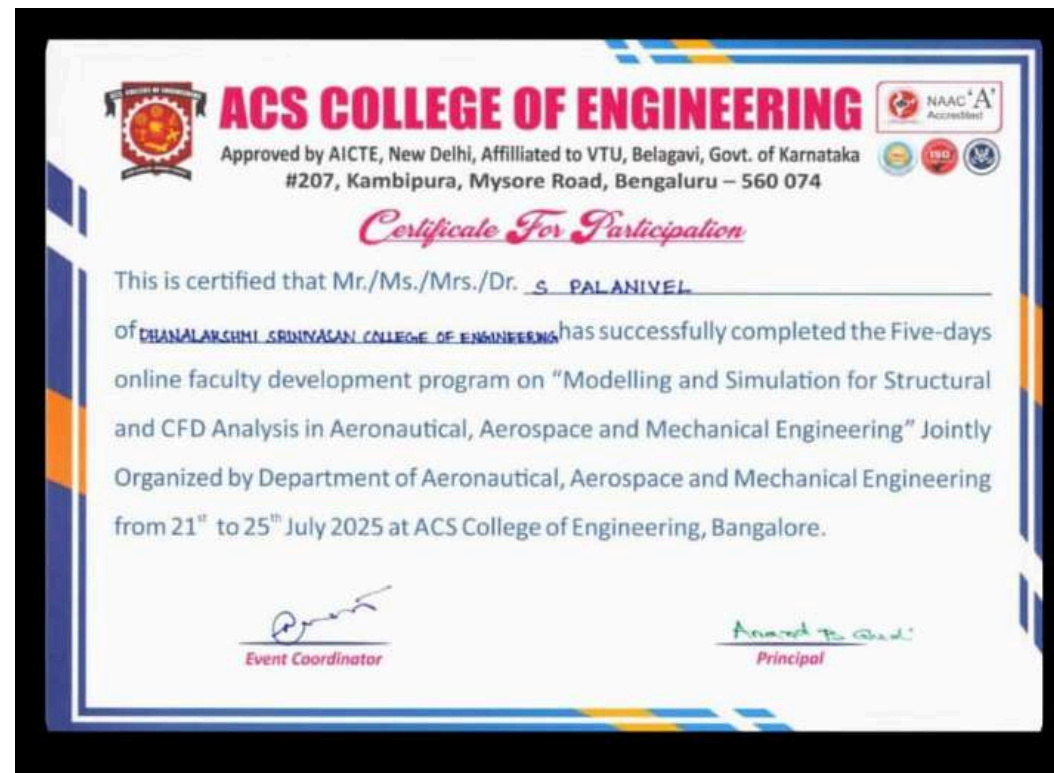 ACS COLLEGE OF ENGINEERING
NAAC 'A'
Accredited
Approved by AICTE, New Delhi, Affilliated to VTU, Belagavi, Govt. of Karnataka
ISO
#207, Kambipura, Mysore Road, Bengaluru – 560 074
Certificate For Participation
This is certified that Mr./Ms./Mrs./Dr. S PALANIVEL
of DHANALAKSHMI SRINIVASAN COLLEGE OF ENGINEERING has successfully completed the Five-days
online faculty development program on “Modelling and Simulation for Structural
and CFD Analysis in Aeronautical, Aerospace and Mechanical Engineering” Jointly
Organized by Department of Aeronautical, Aerospace and Mechanical Engineering
from 21st to 25th July 2025 at ACS College of Engineering, Bangalore.
Anand B
Event Coordinator
Principal